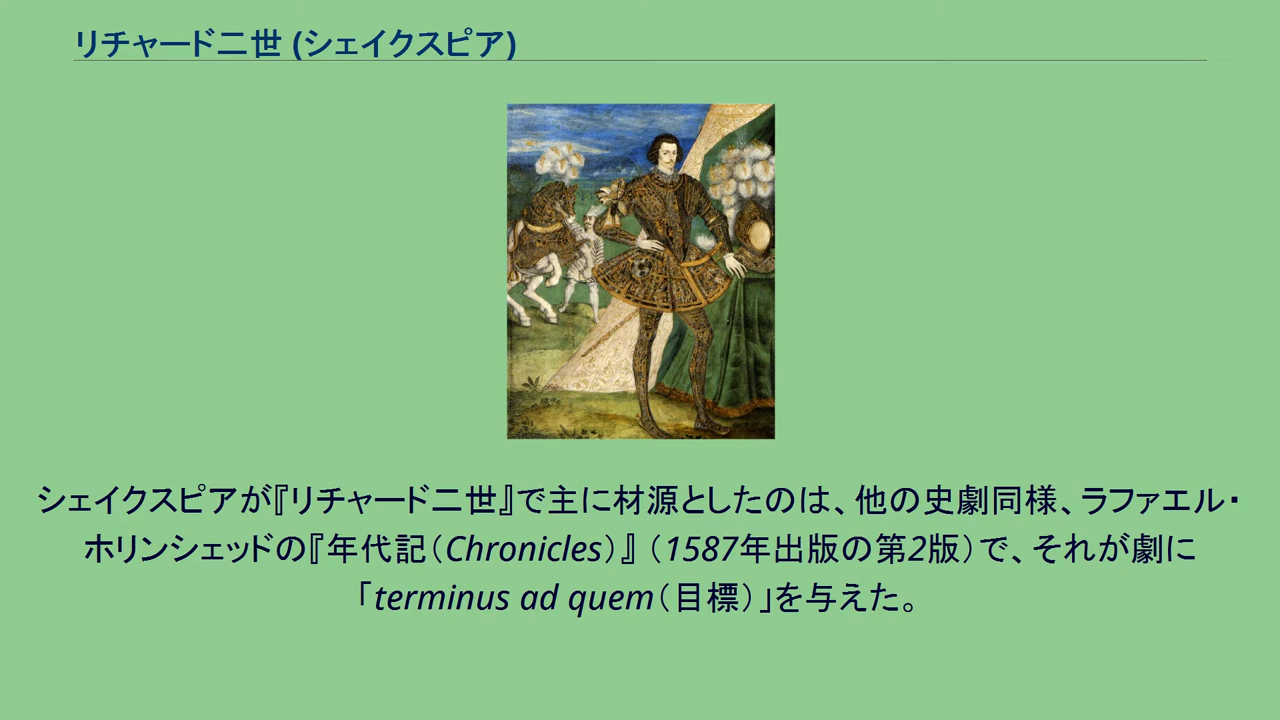 リチャード二世 (シェイクスピア)
シェイクスピアが『リチャード二世』で主に材源としたのは、他の史劇同様、ラファエル・
ホリンシェッドの『年代記（Chronicles）』（1587年出版の第2版）で、それが劇に
「terminus ad quem（目標）」を与えた。